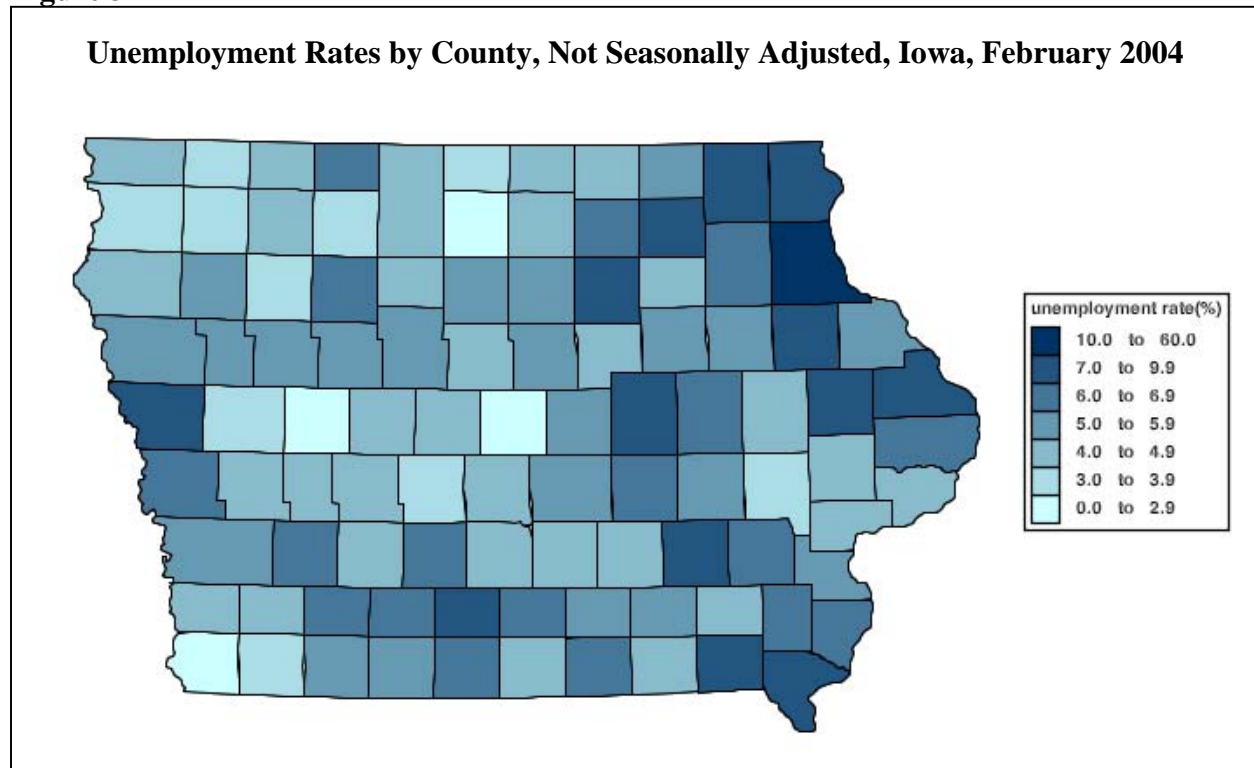 Unemployment Rates by County, Not Seasonally Adjusted, Iowa, February 2004
unemployment rate(%)
10.0 to 60.0
7.0 to 9.9
6.0 to 6.9
5.0 to 5.9
4.0 to 4.9
3.0 to 3.9
0.0 to 2.9